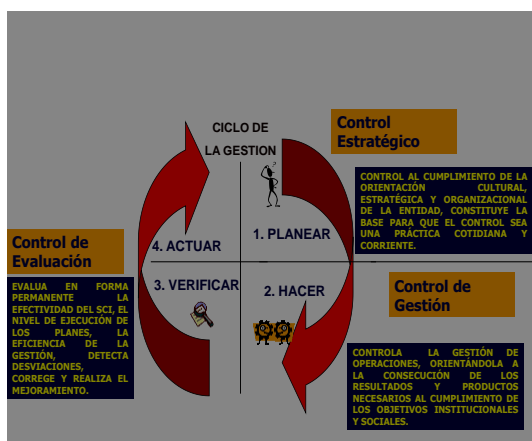 CICLO DE
LA GESTION
Control
Estratégico
CONTROL AL CUMPLIMIENTO DE LA
ORIENTACIÓN CULTURAL,
ESTRATÉGICA Y ORGANIZACIONAL
DE LA ENTIDAD, CONSTITUYE LA
BASE PARA QUE EL CONTROL SEA
UNA PRÁCTICA COTIDIANA Y
CORRIENTE.
1. PLANEAR
2. HACER
Control de
Gestión
CONTROLA LA GESTIÓN DE
OPERACIONES, ORIENTÁNDOLA A
LA CONSECUCIÓN DE LOS
RESULTADOS Y PRODUCTOS
NECESARIOS AL CUMPLIMIENTO DE
LOS OBJETIVOS INSTITUCIONALES
Y SOCIALES.
3. VERIFICAR
4. ACTUAR
Control de
Evaluación
EVALUA EN FORMA
PERMANENTE LA
EFECTIVIDAD DEL SCI, EL
NIVEL DE EJECUCIÓN DE
LOS PLANES, LA
EFICIENCIA DE LA
GESTIÓN, DETECTA
DESVIACIONES,
CORREGE Y REALIZA EL
MEJORAMIENTO.